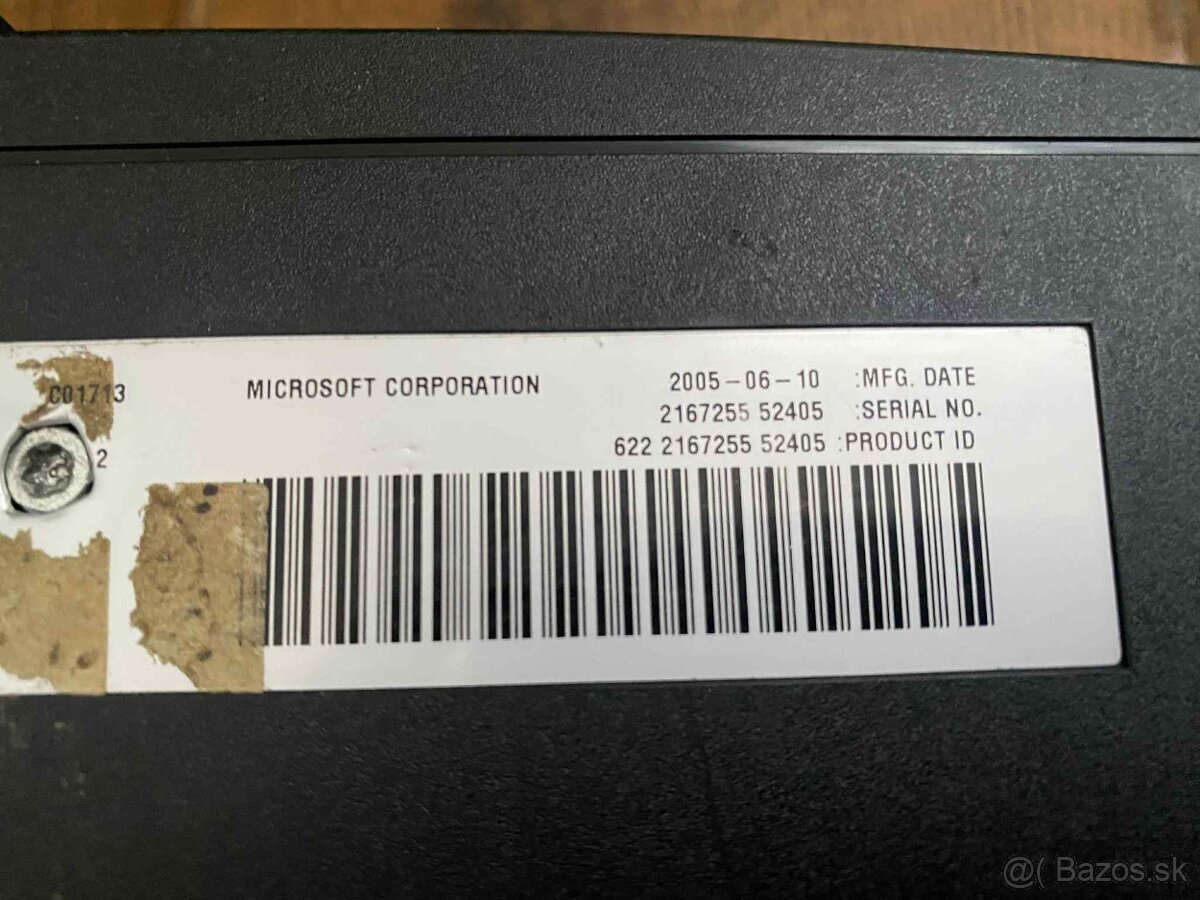 C01713 MICROSOFT CORPORATION 2005-06-10 :MFG. DATE
2167255 52405 :SERIAL NO.
622 2167255 52405 :PRODUCT ID
2
@( Bazos.sk